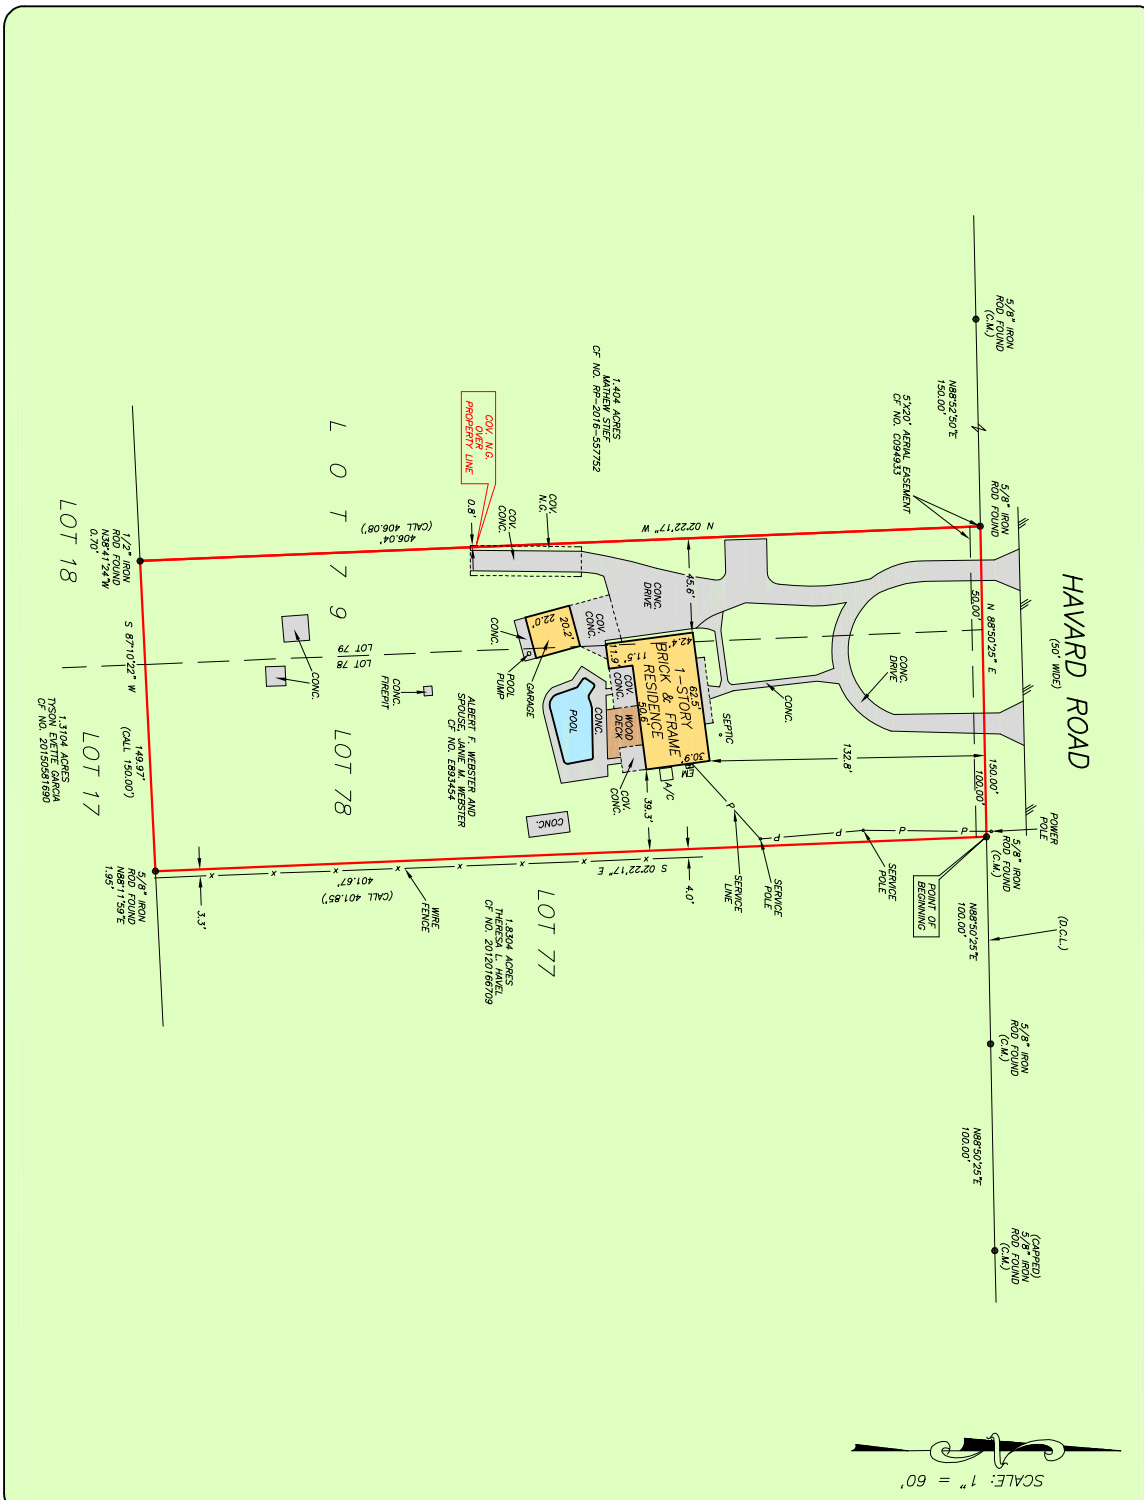 HAVARD ROAD
(50' WIDE)
5/8" IRON
ROD FOUND
(C.M.)
N88°52'50"E
150.00'
5'X20' AERIAL EASEMENT
CF NO. C094933
5/8" IRON
ROD FOUND
N 88°50'25" E
150.00'
50.00'
100.00'
POWER
POLE
5/8" IRON
ROD FOUND
(C.M.)
POINT OF
BEGINNING
N88°50'25"E
100.00'
(D.C.L.)
5/8" IRON
ROD FOUND
(C.M.)
N88°50'25"E
100.00'
(CAPPED)
5/8" IRON
ROD FOUND
(C.M.)
CONC.
DRIVE
SERVICE
POLE
P
P
P
P
P
SERVICE
POLE
SERVICE
LINE
132.8'
CONC.
SEPTIC
CONC.
DRIVE
45.6'
N 02°22'17" W
406.04'
(CALL 406.08')
1.404 ACRES
MATHEW STIEF
CF NO. RP-2016-557752
1-STORY
BRICK & FRAME
RESIDENCE
62.5'
42.4'
30.9'
50.6'
11.5'
11.9'
EM
A/C
39.3'
4.0'
COV.
CONC.
COV.
CONC.
WOOD
DECK
COV.
CONC.
CONC.
POOL
20.2'
22.0'
GARAGE
POOL
PUMP
CONC.
COV.
N.G.
COV.
CONC.
0.8'
COV. N.G.
OVER
PROPERTY LINE
CONC.
ALBERT F. WEBSTER AND
SPOUSE, JANIE M. WEBSTER
CF NO. E893454
CONC.
FIREPIT
CONC.
LOT 79
LOT 78
LOT 79
LOT 78
LOT 77
1.8304 ACRES
THERESA L. HAVEL
CF NO. 20120166709
S 02°22'17" E
401.67'
(CALL 401.85')
WIRE
FENCE
x
x
x
x
x
x
x
x
3.3'
5/8" IRON
ROD FOUND
N88°11'59"E
1.95'
1/2" IRON
ROD FOUND
N38°41'24"W
0.70'
S 87°10'22" W
149.97'
(CALL 150.00')
LOT 18
LOT 17
1.3104 ACRES
TYSON EVETTE GARCIA
CF NO. 20150581690
SCALE: 1" = 60'